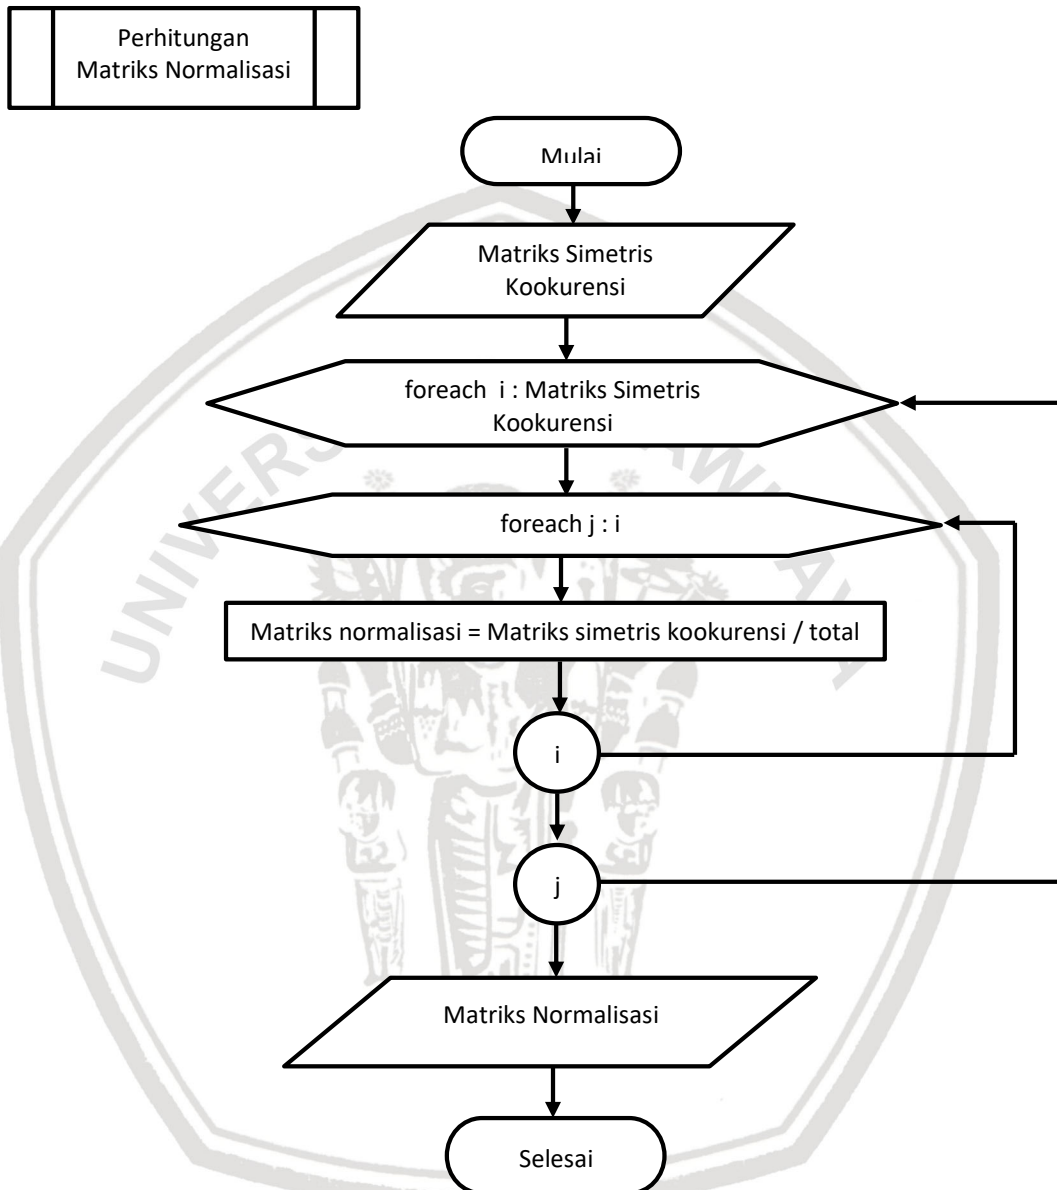 Perhitungan
Matriks Normalisasi
Mulai
Matriks Simetris
Kookurensi
foreach i : Matriks Simetris
Kookurensi
foreach j : i
Matriks normalisasi = Matriks simetris kookurensi / total
i
j
Matriks Normalisasi
Selesai